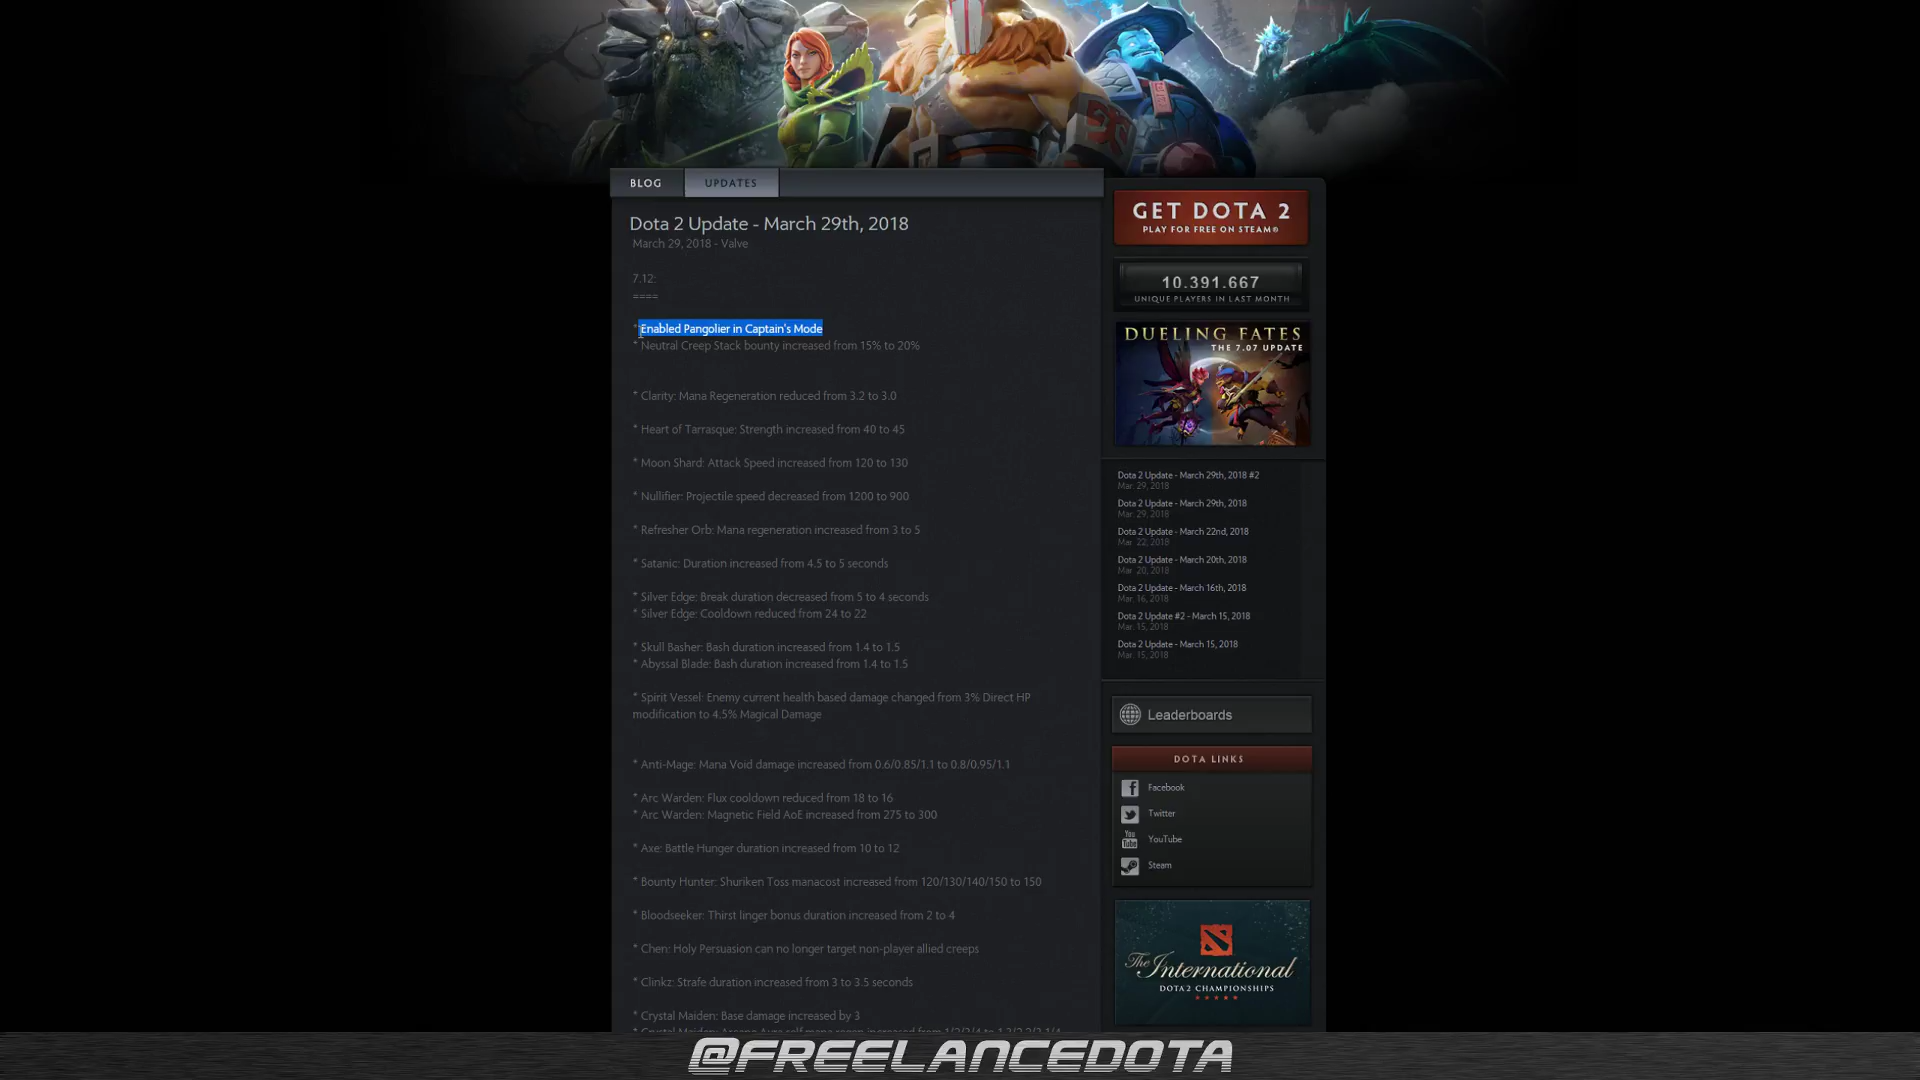 BLOG
UPDATES
Dota 2 Update - March 29th, 2018
March 29, 2018 - Valve
7.12:
====
* Enabled Pangolier in Captain's Mode
* Neutral Creep Stack bounty increased from 15% to 20%
* Clarity: Mana Regeneration reduced from 3.2 to 3.0
* Heart of Tarrasque: Strength increased from 40 to 45
* Moon Shard: Attack Speed increased from 120 to 130
* Nullifier: Projectile speed decreased from 1200 to 900
* Refresher Orb: Mana regeneration increased from 3 to 5
* Satanic: Duration increased from 4.5 to 5 seconds
* Silver Edge: Break duration decreased from 5 to 4 seconds
* Silver Edge: Cooldown reduced from 24 to 22
* Skull Basher: Bash duration increased from 1.4 to 1.5
* Abyssal Blade: Bash duration increased from 1.4 to 1.5
* Spirit Vessel: Enemy current health based damage changed from 3% Direct HP
modification to 4.5% Magical Damage
* Anti-Mage: Mana Void damage increased from 0.6/0.85/1.1 to 0.8/0.95/1.1
* Arc Warden: Flux cooldown reduced from 18 to 16
* Arc Warden: Magnetic Field AoE increased from 275 to 300
* Axe: Battle Hunger duration increased from 10 to 12
* Bounty Hunter: Shuriken Toss manacost increased from 120/130/140/150 to 150
* Bloodseeker: Thirst linger bonus duration increased from 2 to 4
* Chen: Holy Persuasion can no longer target non-player allied creeps
* Clinkz: Strafe duration increased from 3 to 3.5 seconds
* Crystal Maiden: Base damage increased by 3
GET DOTA 2
PLAY FOR FREE ON STEAM®
10.391.667
UNIQUE PLAYERS IN LAST MONTH
DUELING FATES
THE 7.07 UPDATE
Dota 2 Update - March 29th, 2018 #2
Mar. 29, 2018
Dota 2 Update - March 29th, 2018
Mar. 29, 2018
Dota 2 Update - March 22nd, 2018
Mar. 22, 2018
Dota 2 Update - March 20th, 2018
Mar. 20, 2018
Dota 2 Update - March 16th, 2018
Mar. 16, 2018
Dota 2 Update #2 - March 15, 2018
Mar. 15, 2018
Dota 2 Update - March 15, 2018
Mar. 15, 2018
Leaderboards
DOTA LINKS
Facebook
Twitter
You Tube YouTube
Steam
The International
DOTA 2 CHAMPIONSHIPS
@FREELANCEDOTA